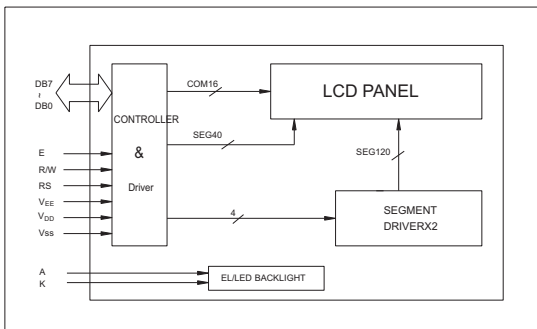 DB7
~
DB0
E
R/W
RS
VEE
VDD
VSS
A
K
CONTROLLER
&
Driver
COM16
SEG40
4
LCD PANEL
SEG120
SEGMENT
DRIVERX2
EL/LED BACKLIGHT